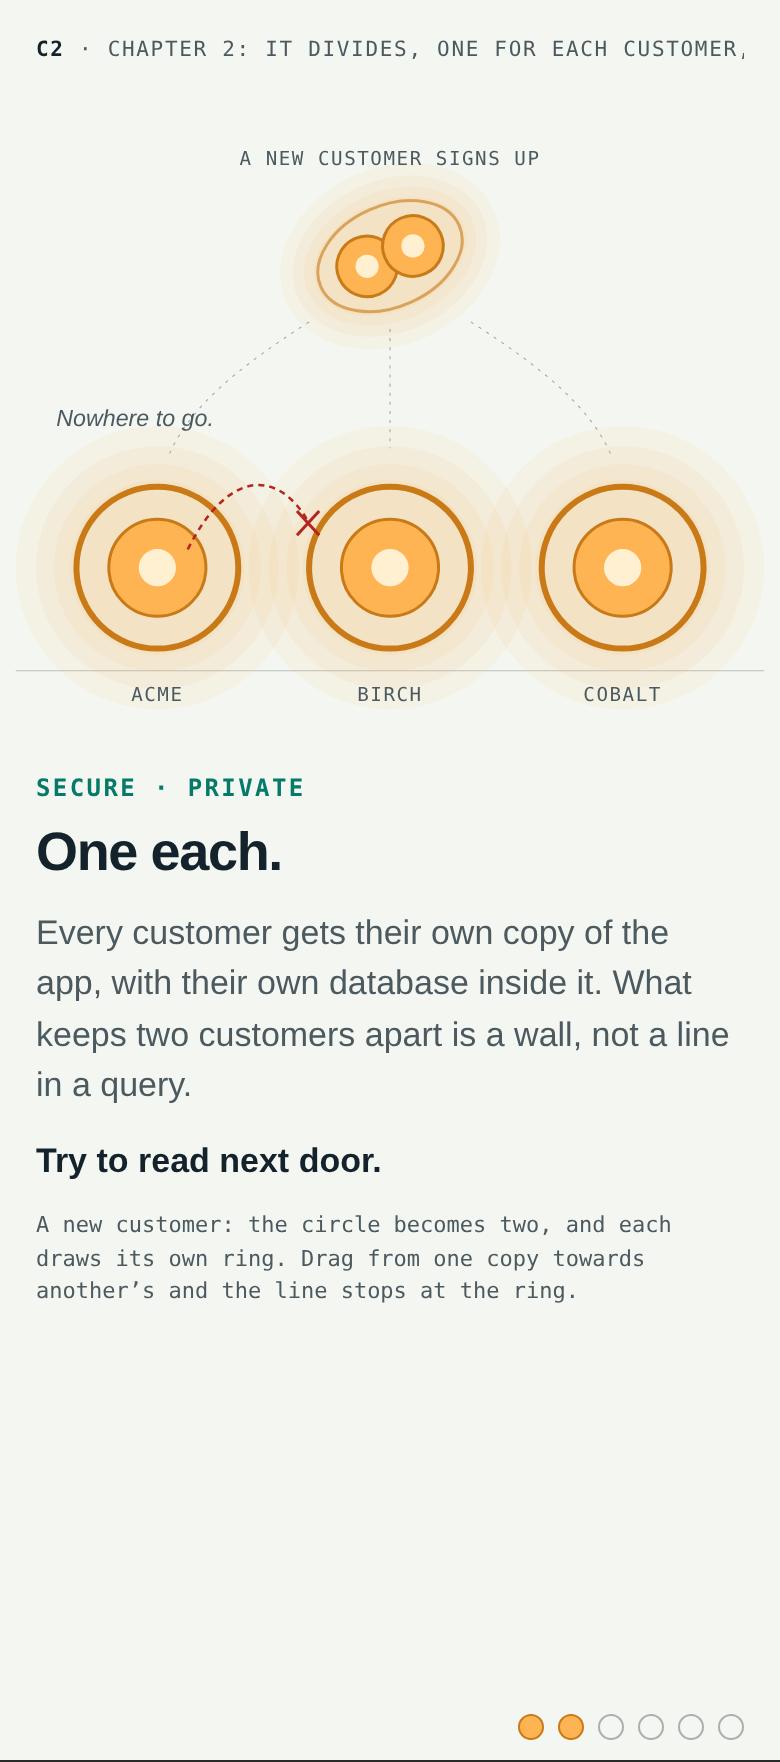 C2 · CHAPTER 2: IT DIVIDES, ONE FOR EACH CUSTOMER,
A NEW CUSTOMER SIGNS UP
Nowhere to go.
ACME BIRCH COBALT
SECURE · PRIVATE
One each.
Every customer gets their own copy of the
app, with their own database inside it. What
keeps two customers apart is a wall, not a line
in a query.
Try to read next door.
A new customer: the circle becomes two, and each
draws its own ring. Drag from one copy towards
another’s and the line stops at the ring.